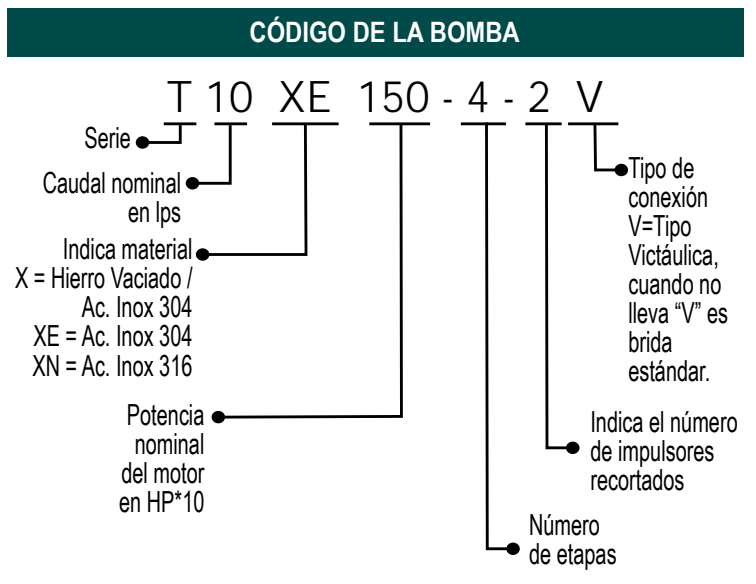 CÓDIGO DE LA BOMBA
T 10 XE 150 - 4 - 2 V
Serie
Caudal nominal
en lps
Indica material
X = Hierro Vaciado /
Ac. Inox 304
XE = Ac. Inox 304
XN = Ac. Inox 316
Potencia
nominal
del motor
en HP*10
Tipo de
conexión
V=Tipo
Victáulica,
cuando no
lleva “V” es
brida
estándar.
Indica el número
de impulsores
recortados
Número
de etapas